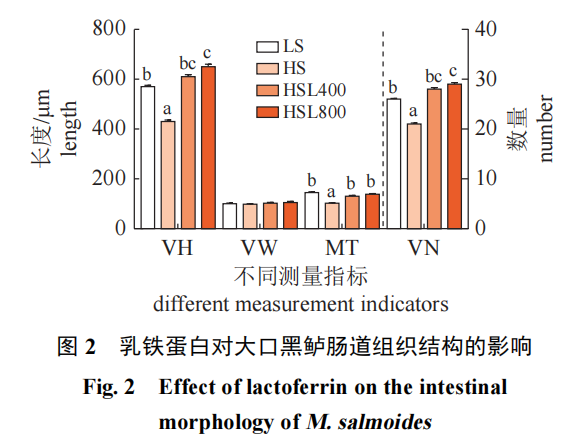 800
600
400
200
0
长度/μm
length
LS
HS
HSL400
HSL800
b
a
bc
c
b
a
b
b
b
a
bc
c
40
30
20
10
0
数量
number
VH VW MT VN
不同测量指标
different measurement indicators
图 2 乳铁蛋白对大口黑鲈肠道组织结构的影响
Fig. 2 Effect of lactoferrin on the intestinal
morphology of M. salmoides